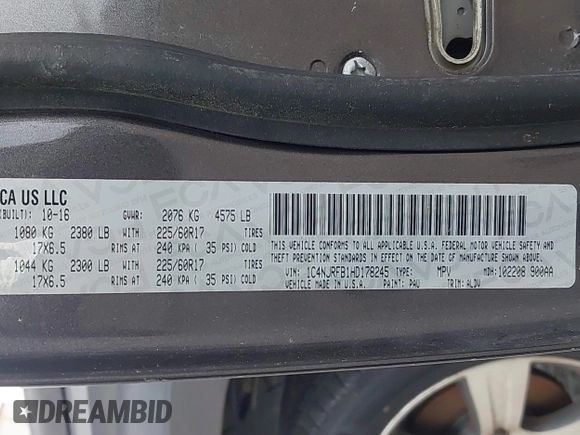 CA US LLC
(BUILT): 10-16 GVWR: 2076 KG 4575 LB
1080 KG 2380 LB WITH 225/60R17 TIRES
17X6.5 RIMS AT 240 KPA ( 35 PSI) COLD
1044 KG 2300 LB WITH 225/60R17 TIRES
17X6.5 RIMS AT 240 KPA ( 35 PSI) COLD
THIS VEHICLE CONFORMS TO ALL APPLICABLE U.S.A. FEDERAL MOTOR VEHICLE SAFETY, BUMPER, AND THEFT PREVENTION STANDARDS IN EFFECT ON THE DATE OF MANUFACTURE SHOWN ABOVE.
VIN: 1C4NJRFB1HD178245 TYPE: MPV MDH: 102208 900AA
VEHICLE MADE IN U.S.A. PAINT: PAU TRIM: ALDV
DREAMBID